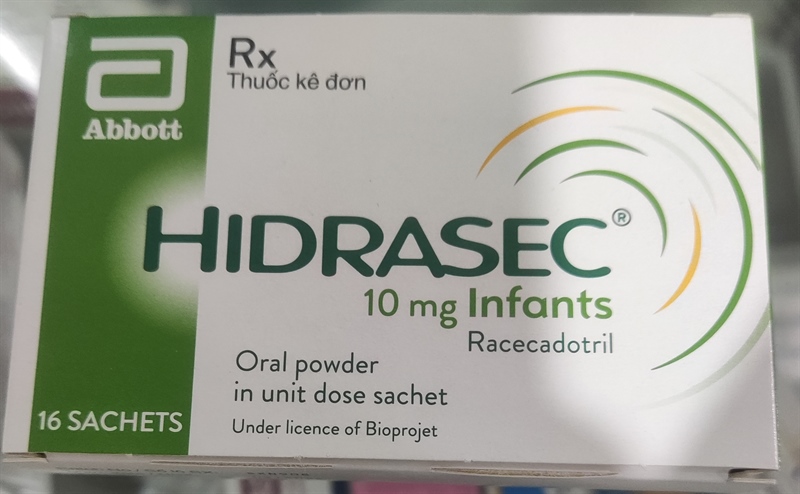 Abbott
Rx
Thuốc kê đơn
HIDRASEC®
10 mg Infants
Racecadotril
Oral powder
in unit dose sachet
Under licence of Bioprojet
16 SACHETS